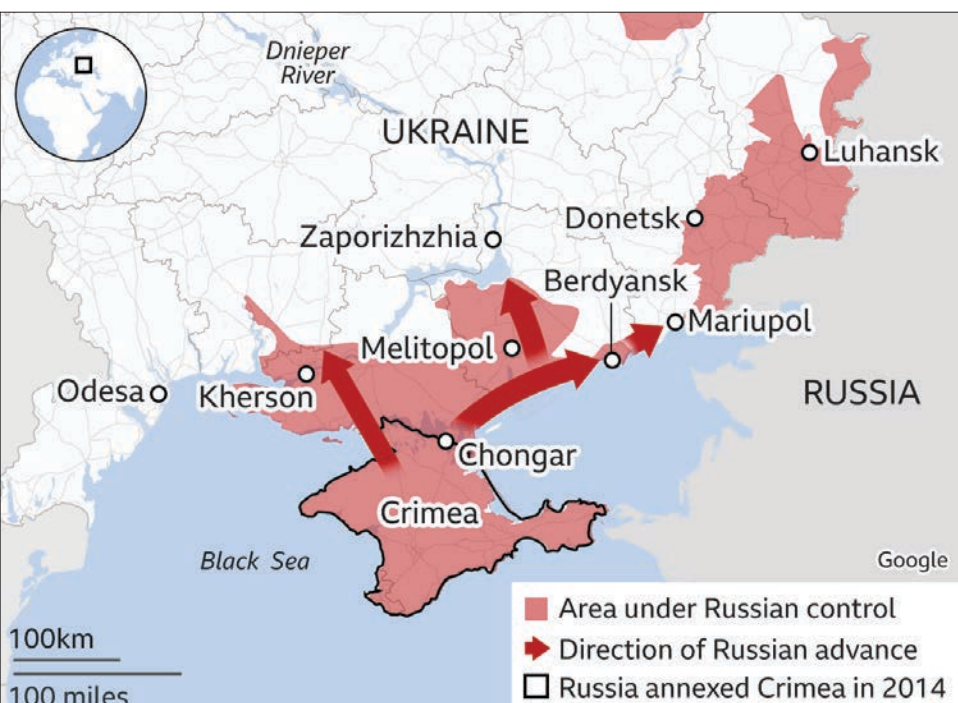 Dnieper
River
UKRAINE
Luhansk
Donetsk
Zaporizhzhia
Berdyansk
Mariupol
Melitopol
Odesa
Kherson
RUSSIA
Chongar
Crimea
Black Sea
Google
Area under Russian control
Direction of Russian advance
Russia annexed Crimea in 2014
100km
100 miles